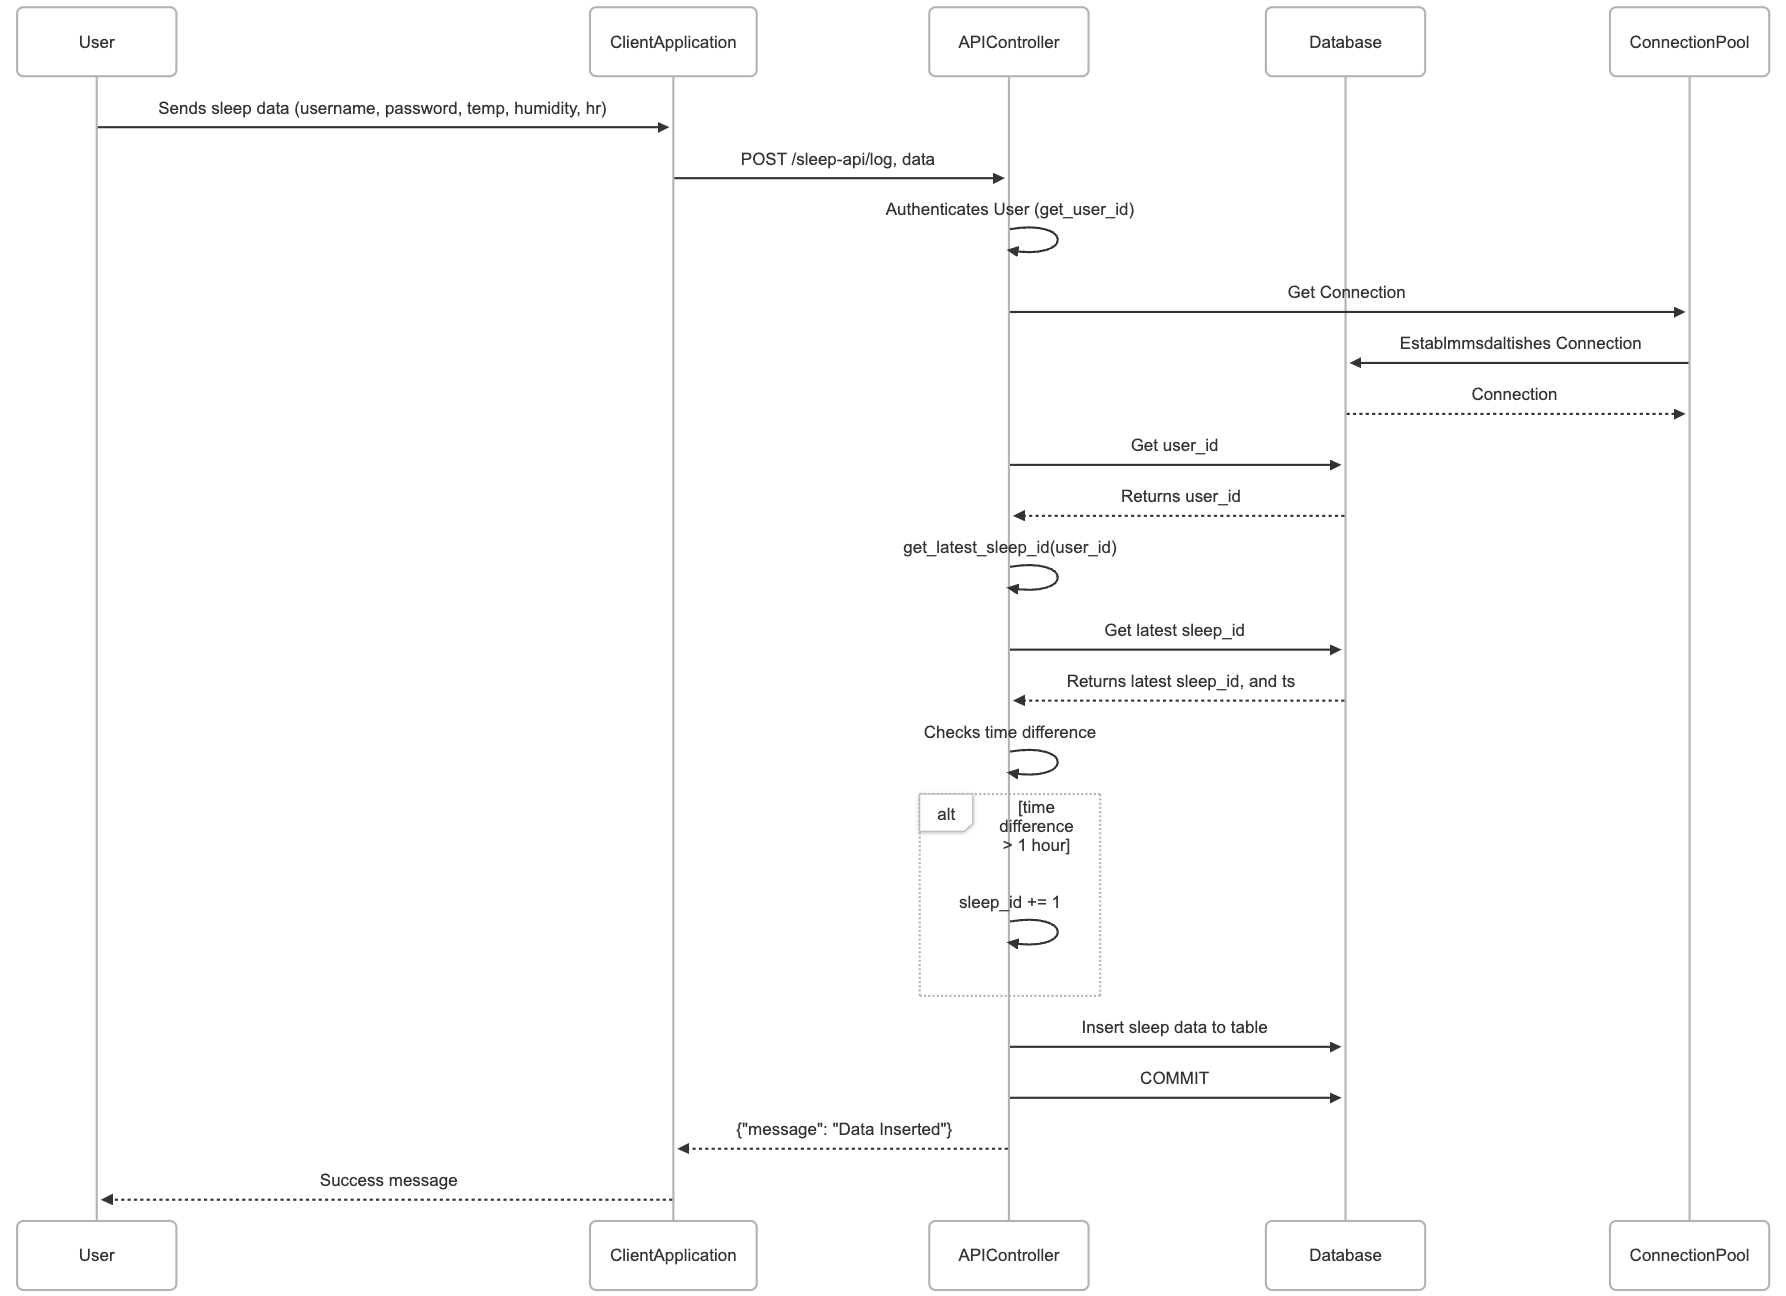 User
ClientApplication
APIController
Database
ConnectionPool
Sends sleep data (username, password, temp, humidity, hr)
POST /sleep-api/log, data
Authenticates User (get_user_id)
Get Connection
Establmmsdaltishes Connection
Connection
Get user_id
Returns user_id
get_latest_sleep_id(user_id)
Get latest sleep_id
Returns latest sleep_id, and ts
Checks time difference
alt
[time
difference
> 1 hour]
sleep_id += 1
Insert sleep data to table
COMMIT
{"message": "Data Inserted"}
Success message
User
ClientApplication
APIController
Database
ConnectionPool